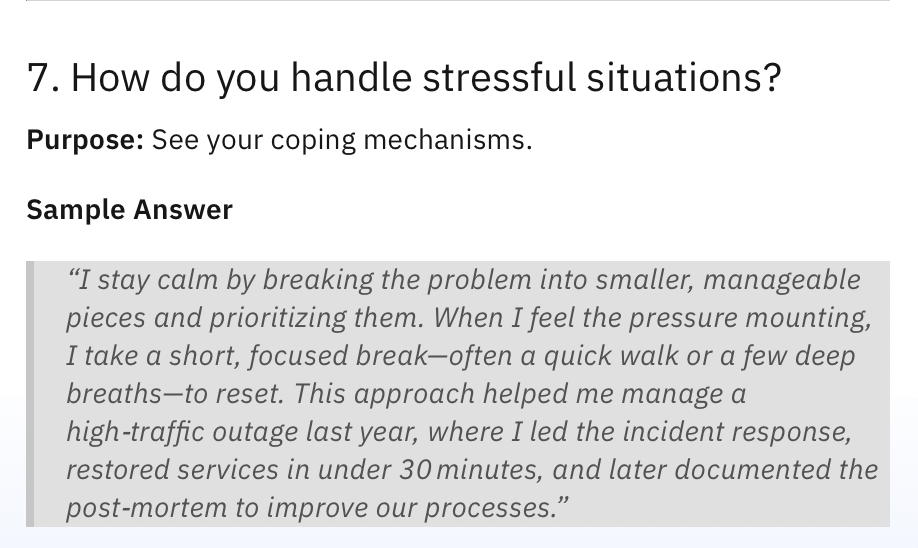 7. How do you handle stressful situations?
Purpose: See your coping mechanisms.
Sample Answer
“I stay calm by breaking the problem into smaller, manageable
pieces and prioritizing them. When I feel the pressure mounting,
I take a short, focused break—often a quick walk or a few deep
breaths—to reset. This approach helped me manage a
high‑traffic outage last year, where I led the incident response,
restored services in under 30 minutes, and later documented the
post‑mortem to improve our processes.”